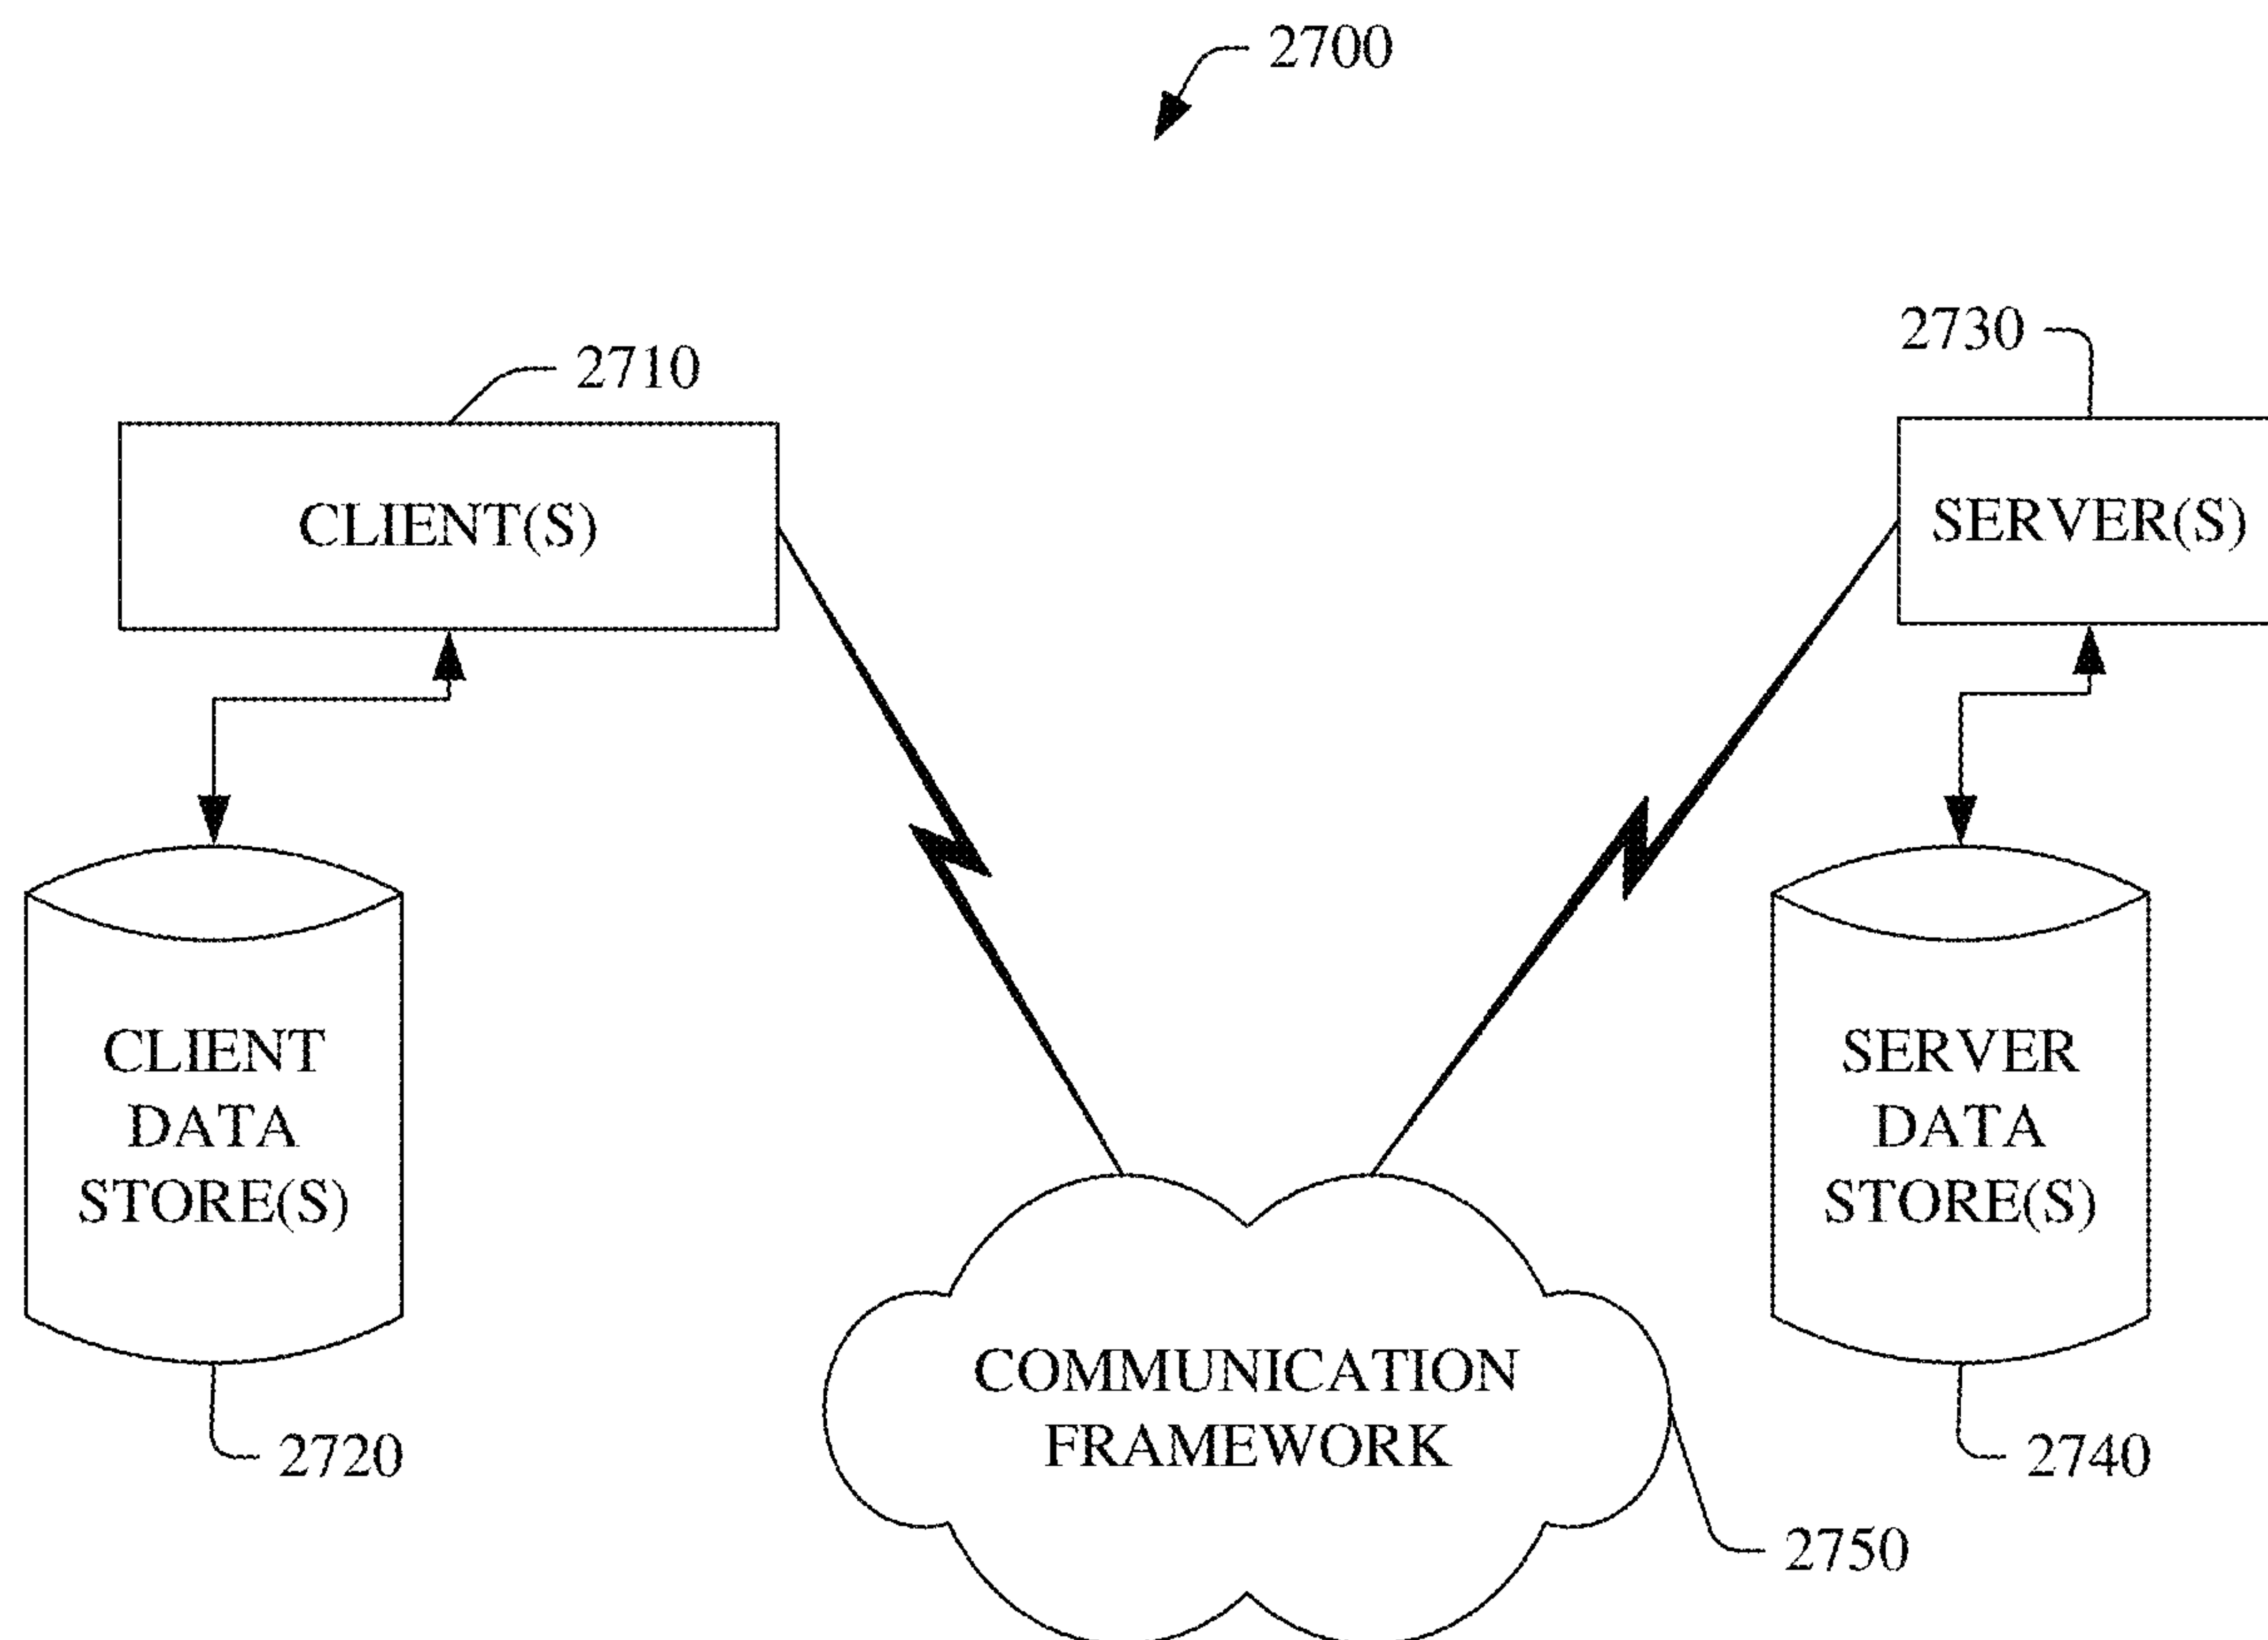 2700
2710
2730
CLIENT(S)
SERVER(S)
CLIENT
DATA
STORE(S)
SERVER
DATA
STORE(S)
COMMUNICATION
FRAMEWORK
2720
2740
2750